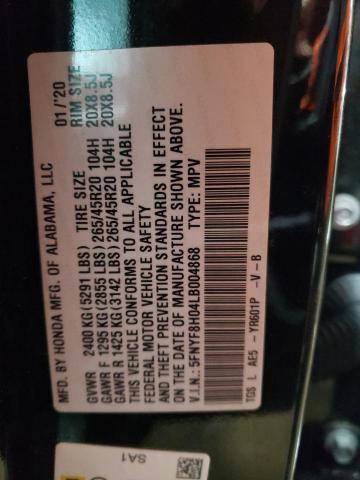 MFD. BY HONDA MFG. OF ALABAMA, LLC 01/'20
TIRE SIZE RIM SIZE
GVWR 2400 KG (5291 LBS)
GAWR F 1295 KG (2855 LBS) 265/45R20 104H 20X8.5J
GAWR R 1425 KG (3142 LBS) 265/45R20 104H 20X8.5J
THIS VEHICLE CONFORMS TO ALL APPLICABLE
FEDERAL MOTOR VEHICLE SAFETY
AND THEFT PREVENTION STANDARDS IN EFFECT
ON THE DATE OF MANUFACTURE SHOWN ABOVE.
V.I.N.: 5FNYF8H04LB004868 TYPE: MPV
TGS L AE5 -YR601P -V-B
SA1